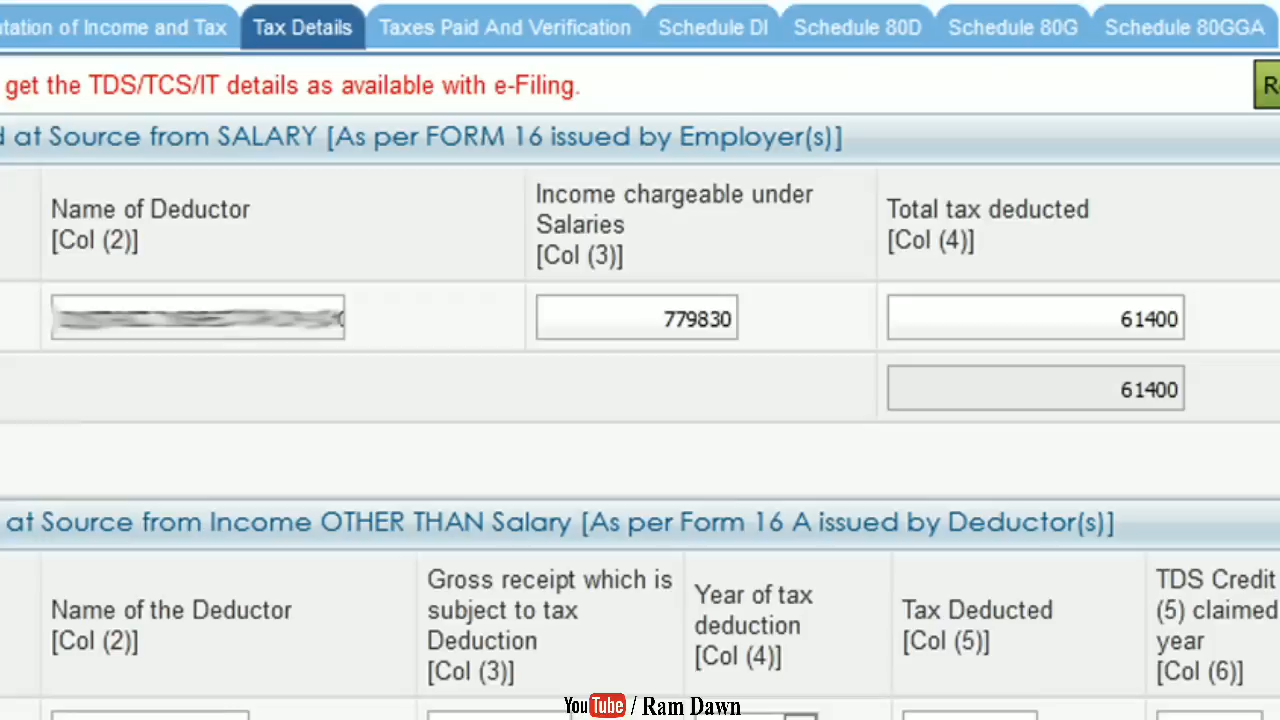 tation of Income and Tax
Tax Details
Taxes Paid And Verification
Schedule DI
Schedule 80D
Schedule 80G
Schedule 80GGA
get the TDS/TCS/IT details as available with e-Filing.
at Source from SALARY [As per FORM 16 issued by Employer(s)]
Name of Deductor
[Col (2)]
Income chargeable under
Salaries
[Col (3)]
Total tax deducted
[Col (4)]
779830
61400
61400
at Source from Income OTHER THAN Salary [As per Form 16 A issued by Deductor(s)]
Name of the Deductor
[Col (2)]
Gross receipt which is
subject to tax
Deduction
[Col (3)]
Year of tax
deduction
[Col (4)]
Tax Deducted
[Col (5)]
TDS Credit
(5) claimed
year
[Col (6)]
YouTube / Ram Dawn